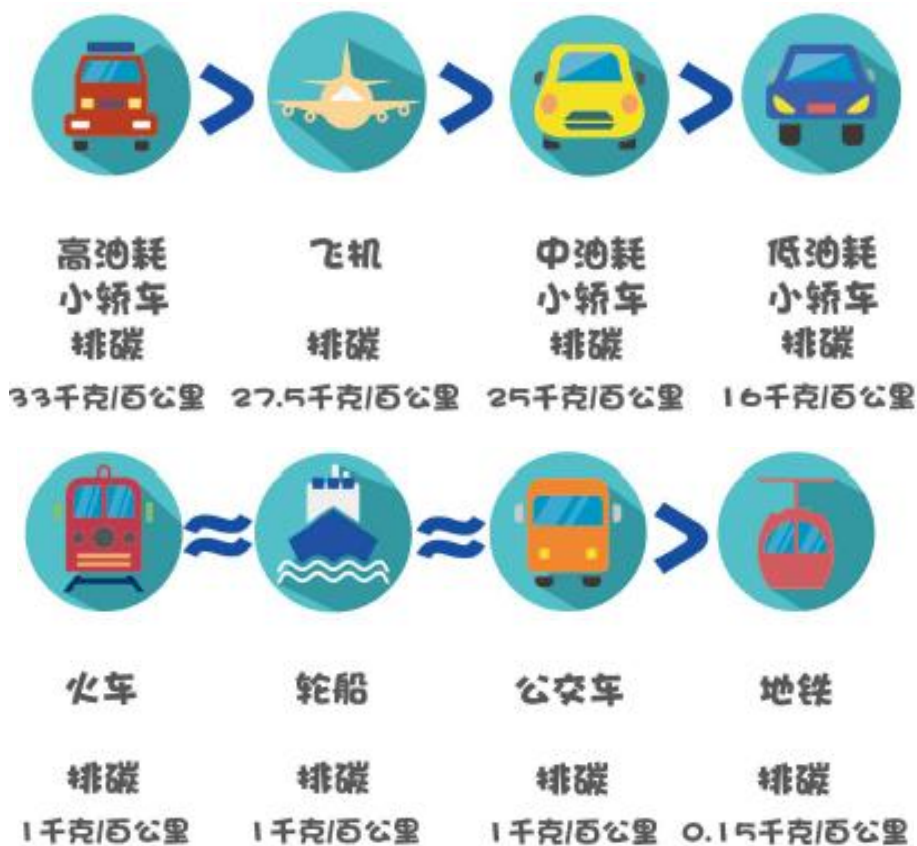 > > >
高油耗 飞机 中油耗 低油耗
小轿车 小轿车 小轿车
排碳 排碳 排碳 排碳
33千克/百公里 27.5千克/百公里 25千克/百公里 16千克/百公里
≈ ≈ >
火车 轮船 公交车 地铁
排碳 排碳 排碳 排碳
1千克/百公里 1千克/百公里 1千克/百公里 0.15千克/百公里